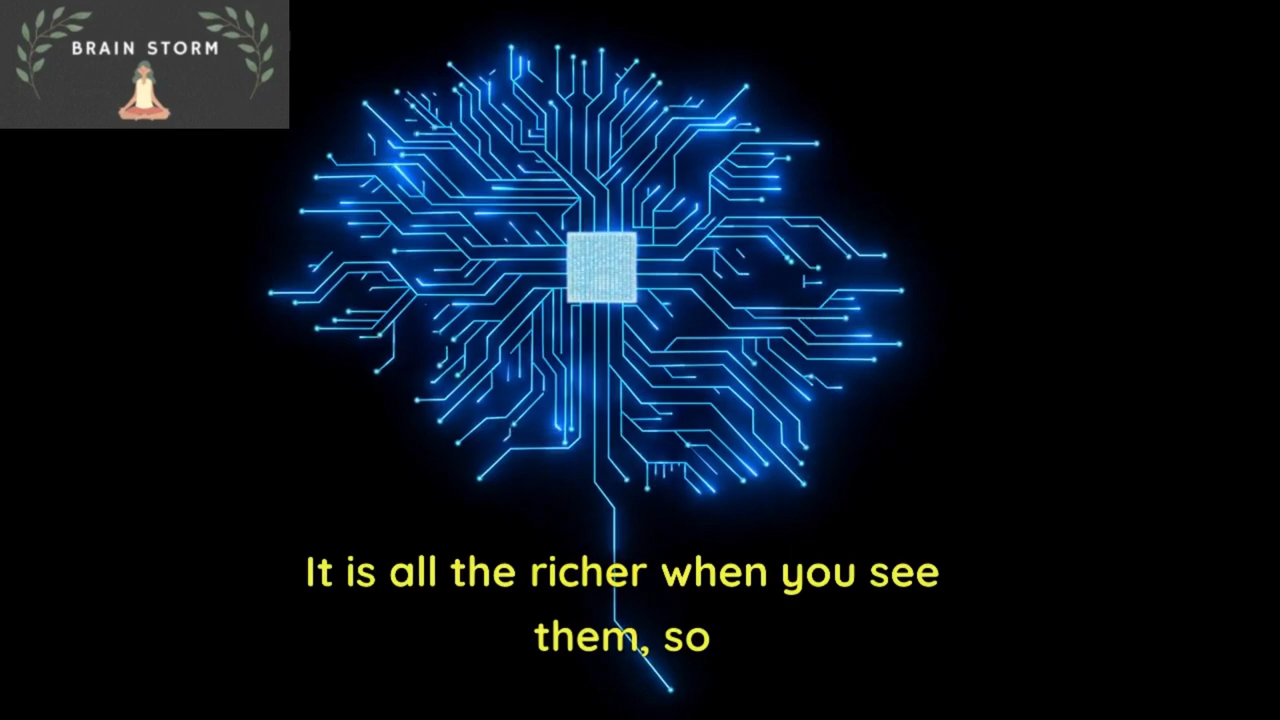 BRAIN STORM
It is all the richer when you see
them, so